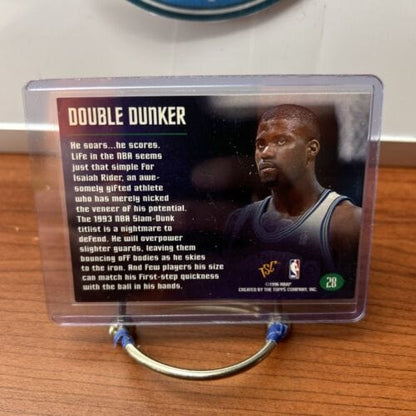 DOUBLE DUNKER
He soars...he scores.
Life in the NBA seems
just that simple for
Isaiah Rider, an awe-
somely gifted athlete
who has merely nicked
the veneer of his potential.
The 1993 NBA Slam-Dunk
titlist is a nightmare to
defend. He will overpower
slighter guards, leaving them
bouncing off bodies as he skies
to the iron. And few players his size
can match his first-step quickness
with the ball in his hands.
TSC
NBA
CREATED BY THE TOPPS COMPANY, INC.
28